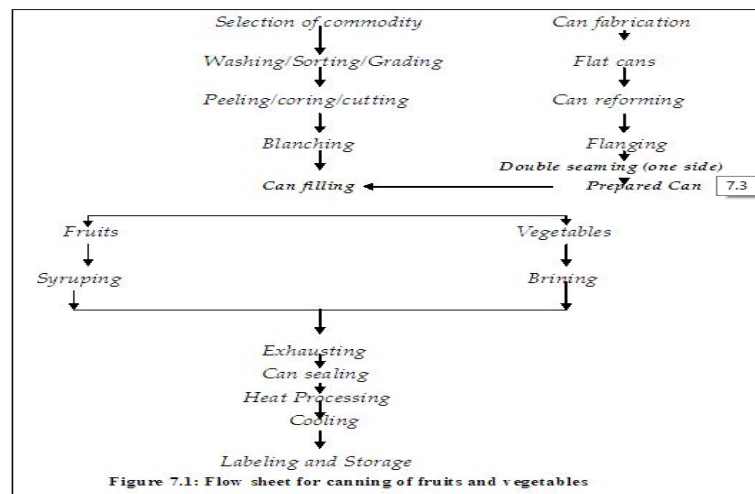 Selection of commodity Can fabrication
Washing/Sorting/Grading Flat cans
Peeling/coring/cutting Can reforming
Blanching Flanging
Double seaming (one side)
Can filling Prepared Can 7.3
Fruits Vegetables
Syruping Brining
Exhausting
Can sealing
Heat Processing
Cooling
Labeling and Storage
Figure 7.1: Flow sheet for canning of fruits and vegetables